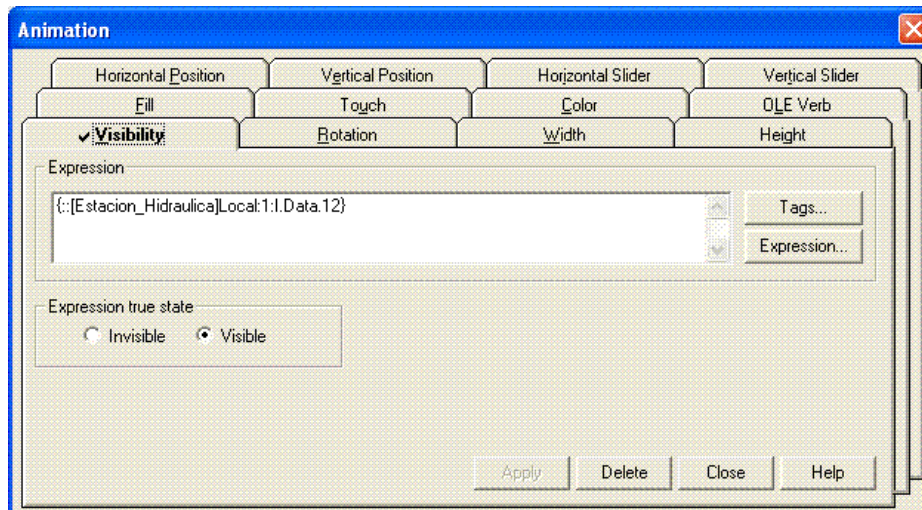 Animation
Horizontal Position Vertical Position Horizontal Slider Vertical Slider
Fill Touch Color OLE Verb
Visibility Rotation Width Height
Expression
{::[Estacion_Hidraulica]Local:1:I.Data.12}
Tags...
Expression...
Expression true state
Invisible Visible
Apply Delete Close Help